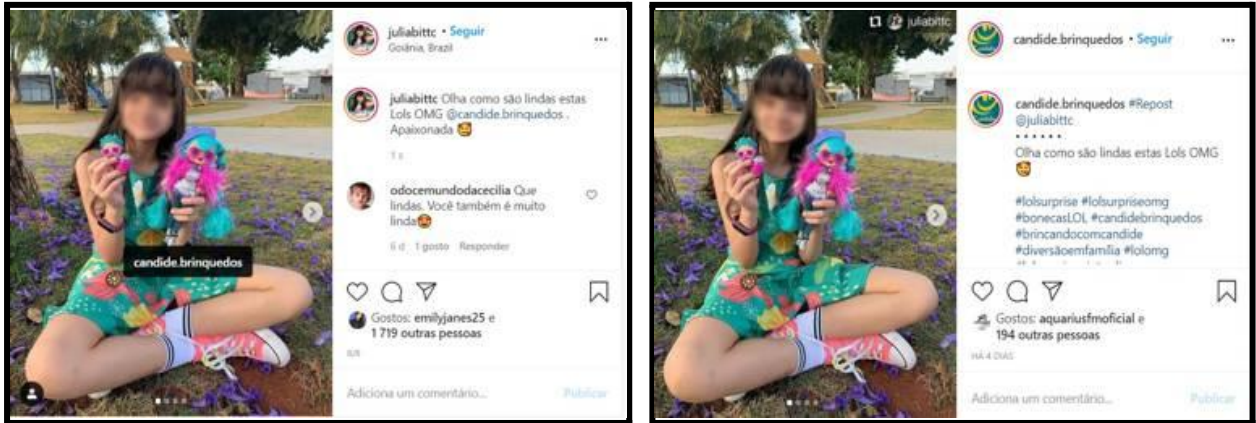 juliabittc • Seguir
Goiânia, Brazil
juliabittc Olha como são lindas estas
Lols OMG @candide.brinquedos .
Apaixonada 🤩
1 s
odocemundodacecilia Que
lindas. Você também é muito
linda🤩
6 d 1 gosto Responder
candide.brinquedos
Gostos: emilyjanes25 e
1 719 outras pessoas
Adiciona um comentário... Publicar
juliabittc
candide.brinquedos • Seguir
candide.brinquedos #Repost
@juliabittc
• • • • • •
Olha como são lindas estas Lols OMG
🤩
#lolsurprise #lolsurpriseomg
#bonecasLOL #candidebrinquedos
#brincandocomcandide
#diversãoemfamília #lolomg
Gostos: aquariusfmoficial e
194 outras pessoas
HÁ 4 DIAS
Adiciona um comentário... Publicar